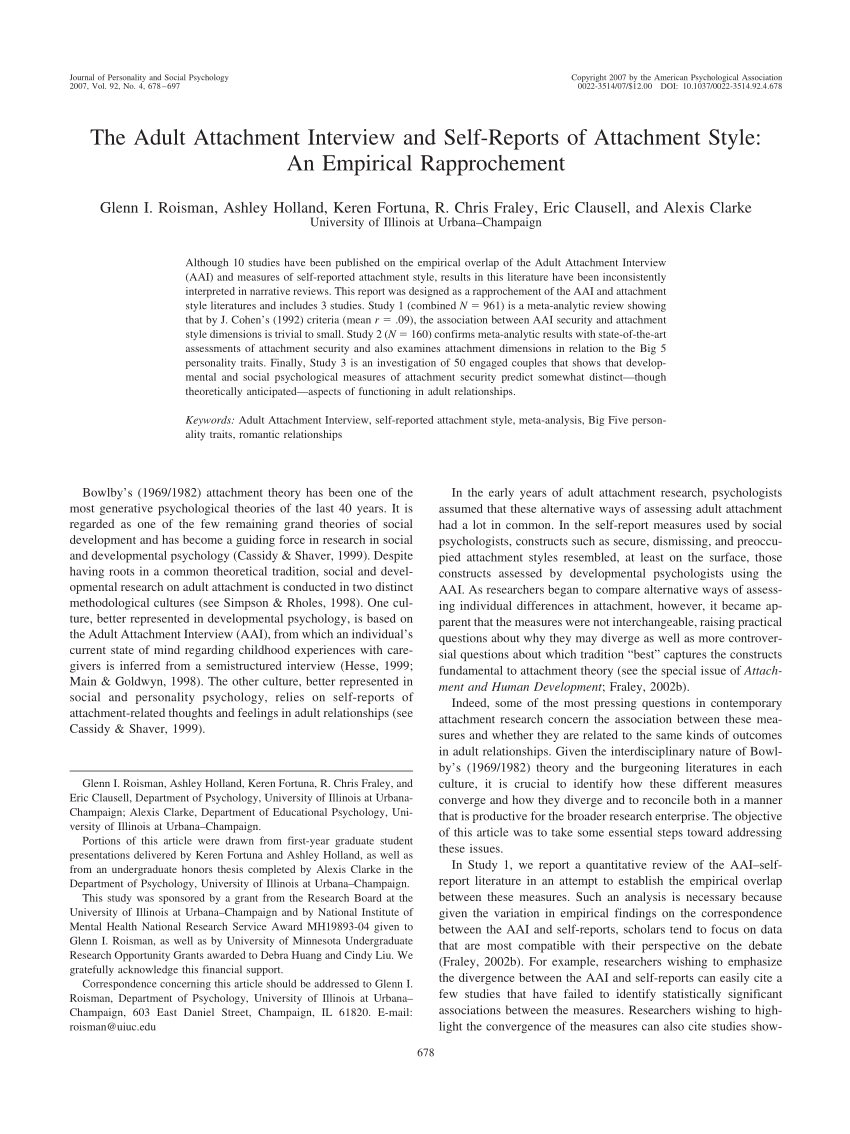 Journal of Personality and Social Psychology
2007, Vol. 92, No. 4, 678–697
Copyright 2007 by the American Psychological Association
0022-3514/07/$12.00 DOI: 10.1037/0022-3514.92.4.678
The Adult Attachment Interview and Self-Reports of Attachment Style:
An Empirical Rapprochement
Glenn I. Roisman, Ashley Holland, Keren Fortuna, R. Chris Fraley, Eric Clausell, and Alexis Clarke
University of Illinois at Urbana–Champaign
Although 10 studies have been published on the empirical overlap of the Adult Attachment Interview
(AAI) and measures of self-reported attachment style, results in this literature have been inconsistently
interpreted in narrative reviews. This report was designed as a rapprochement of the AAI and attachment
style literatures and includes 3 studies. Study 1 (combined N = 961) is a meta-analytic review showing
that by J. Cohen's (1992) criteria (mean r = .09), the association between AAI security and attachment
style dimensions is trivial to small. Study 2 (N = 160) confirms meta-analytic results with state-of-the-art
assessments of attachment security and also examines attachment dimensions in relation to the Big 5
personality traits. Finally, Study 3 is an investigation of 50 engaged couples that shows that develop-
mental and social psychological measures of attachment security predict somewhat distinct—though
theoretically anticipated—aspects of functioning in adult relationships.
Keywords: Adult Attachment Interview, self-reported attachment style, meta-analysis, Big Five person-
ality traits, romantic relationships
Bowlby's (1969/1982) attachment theory has been one of the
most generative psychological theories of the last 40 years. It is
regarded as one of the few remaining grand theories of social
development and has become a guiding force in research in social
and developmental psychology (Cassidy & Shaver, 1999). Despite
having roots in a common theoretical tradition, social and devel-
opmental research on adult attachment is conducted in two distinct
methodological cultures (see Simpson & Rholes, 1998). One cul-
ture, better represented in developmental psychology, is based on
the Adult Attachment Interview (AAI), from which an individual's
current state of mind regarding childhood experiences with care-
givers is inferred from a semistructured interview (Hesse, 1999;
Main & Goldwyn, 1998). The other culture, better represented in
social and personality psychology, relies on self-reports of
attachment-related thoughts and feelings in adult relationships (see
Cassidy & Shaver, 1999).
Glenn I. Roisman, Ashley Holland, Keren Fortuna, R. Chris Fraley, and
Eric Clausell, Department of Psychology, University of Illinois at Urbana-
Champaign; Alexis Clarke, Department of Educational Psychology, Uni-
versity of Illinois at Urbana–Champaign.
Portions of this article were drawn from first-year graduate student
presentations delivered by Keren Fortuna and Ashley Holland, as well as
from an undergraduate honors thesis completed by Alexis Clarke in the
Department of Psychology, University of Illinois at Urbana–Champaign.
This study was sponsored by a grant from the Research Board at the
University of Illinois at Urbana–Champaign and by National Institute of
Mental Health National Research Service Award MH19893-04 given to
Glenn I. Roisman, as well as by University of Minnesota Undergraduate
Research Opportunity Grants awarded to Debra Huang and Cindy Liu. We
gratefully acknowledge this financial support.
Correspondence concerning this article should be addressed to Glenn I.
Roisman, Department of Psychology, University of Illinois at Urbana–
Champaign, 603 East Daniel Street, Champaign, IL 61820. E-mail:
roisman@uiuc.edu
In the early years of adult attachment research, psychologists
assumed that these alternative ways of assessing adult attachment
had a lot in common. In the self-report measures used by social
psychologists, constructs such as secure, dismissing, and preoccu-
pied attachment styles resembled, at least on the surface, those
constructs assessed by developmental psychologists using the
AAI. As researchers began to compare alternative ways of assess-
ing individual differences in attachment, however, it became ap-
parent that the measures were not interchangeable, raising practical
questions about why they may diverge as well as more controver-
sial questions about which tradition "best" captures the constructs
fundamental to attachment theory (see the special issue of Attach-
ment and Human Development; Fraley, 2002b).
Indeed, some of the most pressing questions in contemporary
attachment research concern the association between these mea-
sures and whether they are related to the same kinds of outcomes
in adult relationships. Given the interdisciplinary nature of Bowl-
by's (1969/1982) theory and the burgeoning literatures in each
culture, it is crucial to identify how these different measures
converge and how they diverge and to reconcile both in a manner
that is productive for the broader research enterprise. The objective
of this article was to take some essential steps toward addressing
these issues.
In Study 1, we report a quantitative review of the AAI–self-
report literature in an attempt to establish the empirical overlap
between these measures. Such an analysis is necessary because
given the variation in empirical findings on the correspondence
between the AAI and self-reports, scholars tend to focus on data
that are most compatible with their perspective on the debate
(Fraley, 2002b). For example, researchers wishing to emphasize
the divergence between the AAI and self-reports can easily cite a
few studies that have failed to identify statistically significant
associations between the measures. Researchers wishing to high-
light the convergence of the measures can also cite studies show-
678